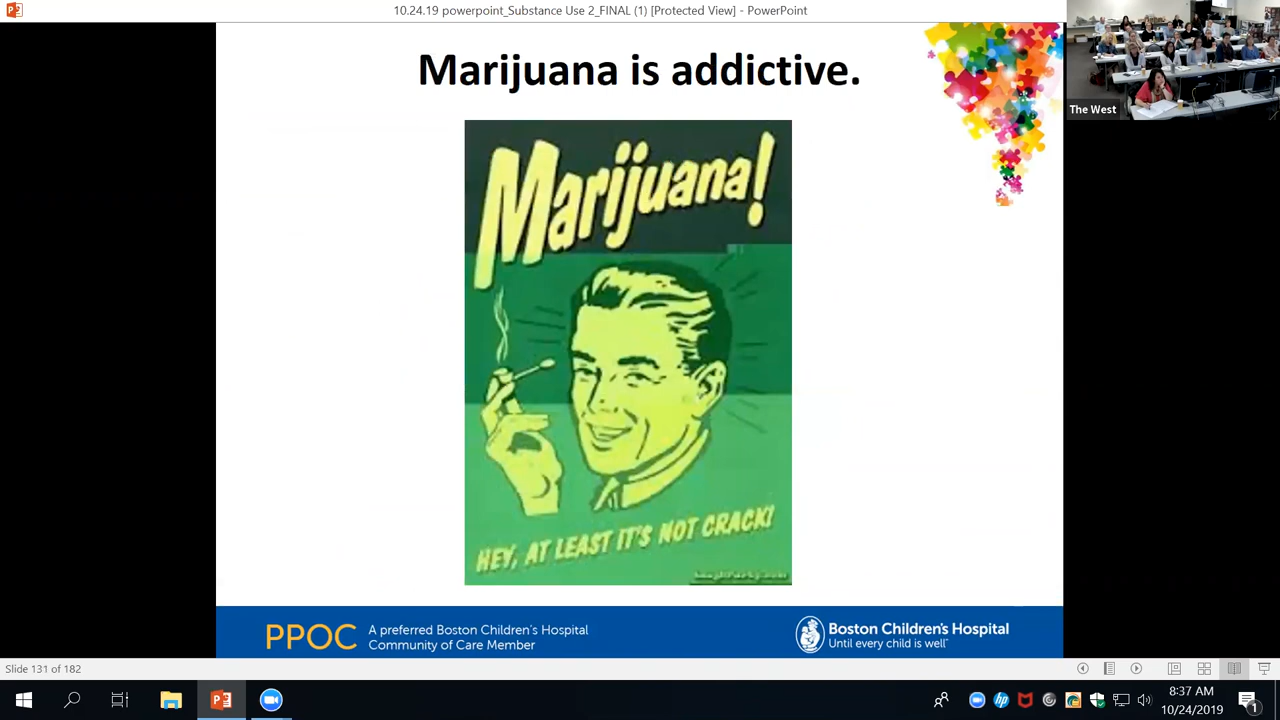 10.24.19 powerpoint_Substance Use 2_FINAL (1) [Protected View] - PowerPoint
Marijuana is addictive.
The West
Marijuana!
HEY, AT LEAST IT'S NOT CRACK!
PPOC
A preferred Boston Children's Hospital
Community of Care Member
Boston Children's Hospital
Until every child is well
Slide 131 of 182
8:37 AM
10/24/2019
1